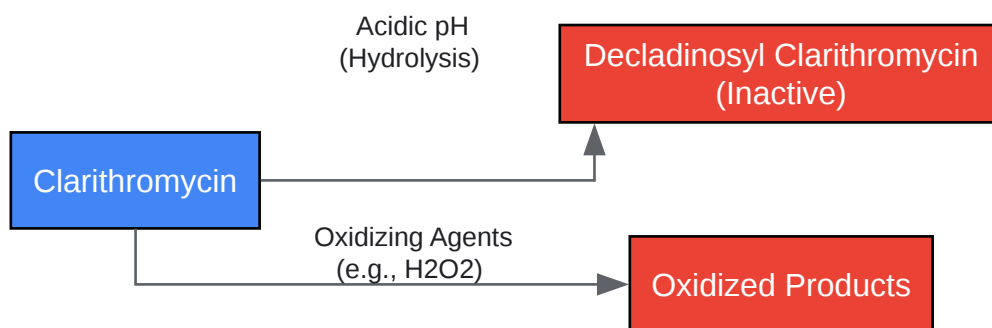 Acidic pH
(Hydrolysis)
Decladinosyl Clarithromycin
(Inactive)
Clarithromycin
Oxidizing Agents
(e.g., H2O2)
Oxidized Products